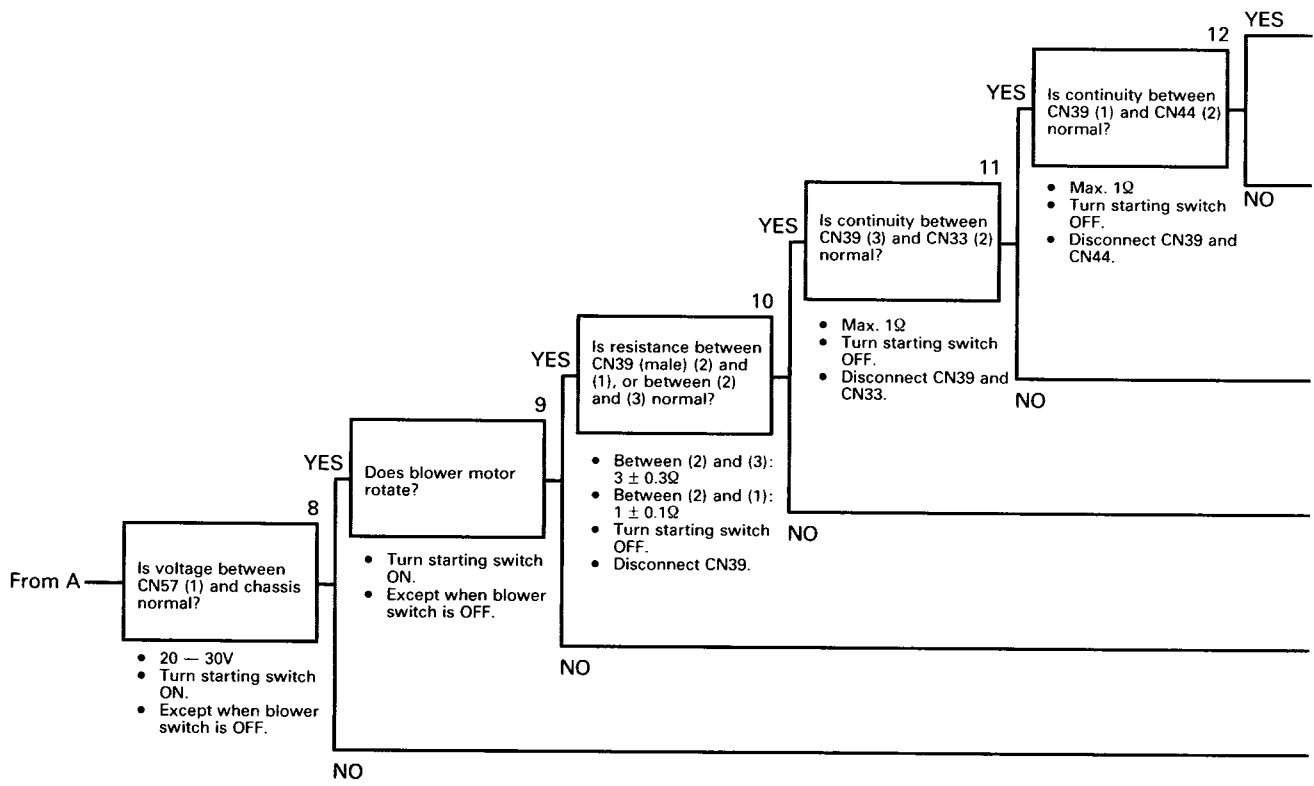 From A
8
Is voltage between
CN57 (1) and chassis
normal?
• 20 — 30V
• Turn starting switch
ON.
• Except when blower
switch is OFF.
YES
NO
9
Does blower motor
rotate?
• Turn starting switch
ON.
• Except when blower
switch is OFF.
YES
NO
10
Is resistance between
CN39 (male) (2) and
(1), or between (2)
and (3) normal?
• Between (2) and (3):
3 ± 0.3Ω
• Between (2) and (1):
1 ± 0.1Ω
• Turn starting switch
OFF.
• Disconnect CN39.
YES
NO
11
Is continuity between
CN39 (3) and CN33 (2)
normal?
• Max. 1Ω
• Turn starting switch
OFF.
• Disconnect CN39 and
CN33.
YES
NO
12
Is continuity between
CN39 (1) and CN44 (2)
normal?
• Max. 1Ω
• Turn starting switch
OFF.
• Disconnect CN39 and
CN44.
YES
NO